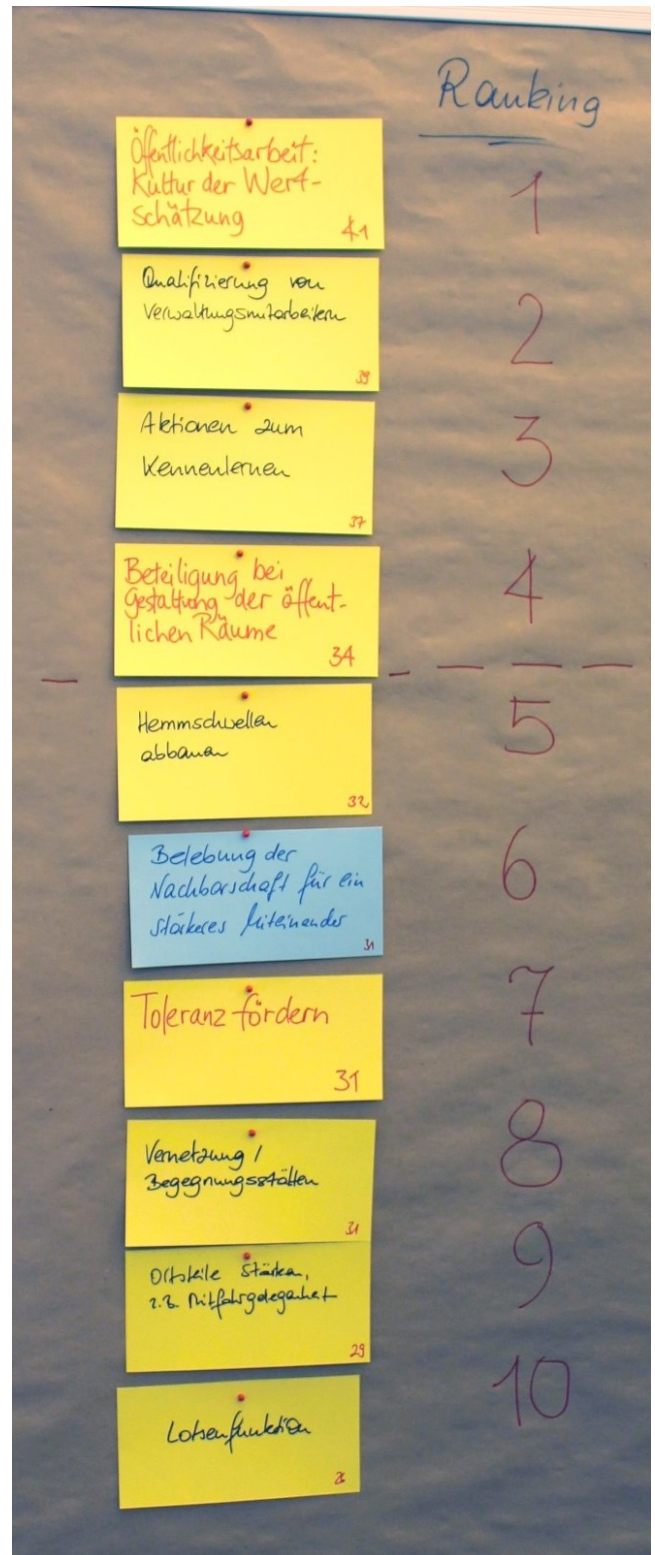 Ranking
Öffentlichkeitsarbeit:
Kultur der Wert-
schätzung
41
1
Qualifizierung von
Verwaltungsmitarbeitern
39
2
Aktionen zum
Kennenlernen
37
3
Beteiligung bei
Gestaltung der öffent-
lichen Räume
34
4
Hemmschwellen
abbauen
32
5
Belebung der
Nachbarschaft für ein
stärkeres Miteinander
31
6
Toleranz fördern
31
7
Vernetzung /
Begegnungsstätten
31
8
Ortsteile stärken,
z.B. Mitfahrgelegenheit
29
9
Lotsenfunktion
26
10